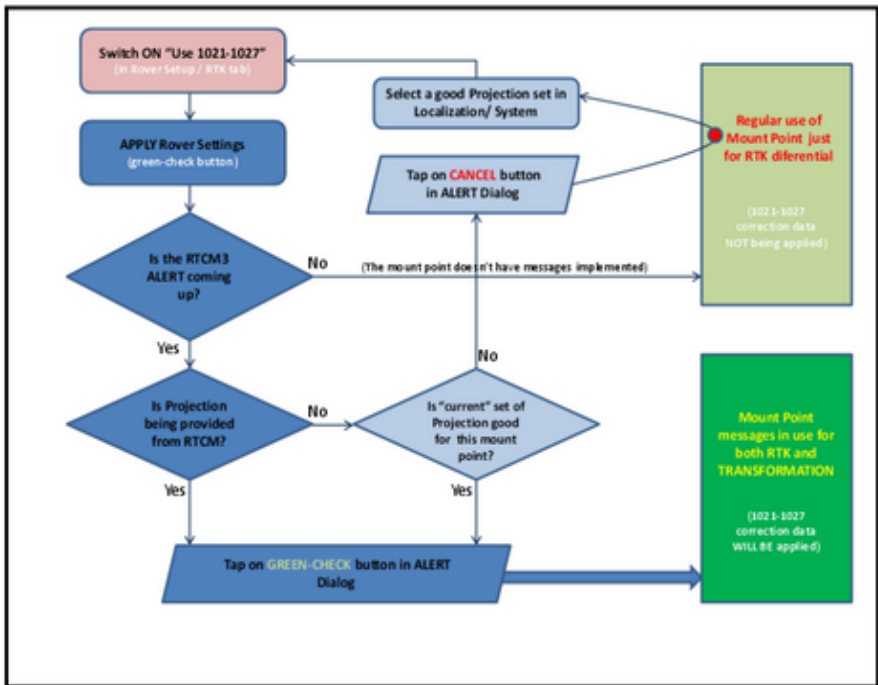 Switch ON "Use 1021-1027"
(in Rover Setup / RTK tab)
APPLY Rover Settings
(green-check button)
Is the RTCM3
ALERT coming
up?
No
(The mount point doesn't have messages implemented)
Yes
Is Projection
being provided
from RTCM?
No
Yes
Select a good Projection set in
Localization/ System
Tap on CANCEL button
in ALERT Dialog
No
Is "current" set of
Projection good
for this mount
point?
Yes
Tap on GREEN-CHECK button in ALERT
Dialog
Regular use of
Mount Point just
for RTK diferential
(1021-1027
correction data
NOT being applied)
Mount Point
messages in use for
both RTK and
TRANSFORMATION
(1021-1027
correction data
WILL BE applied)